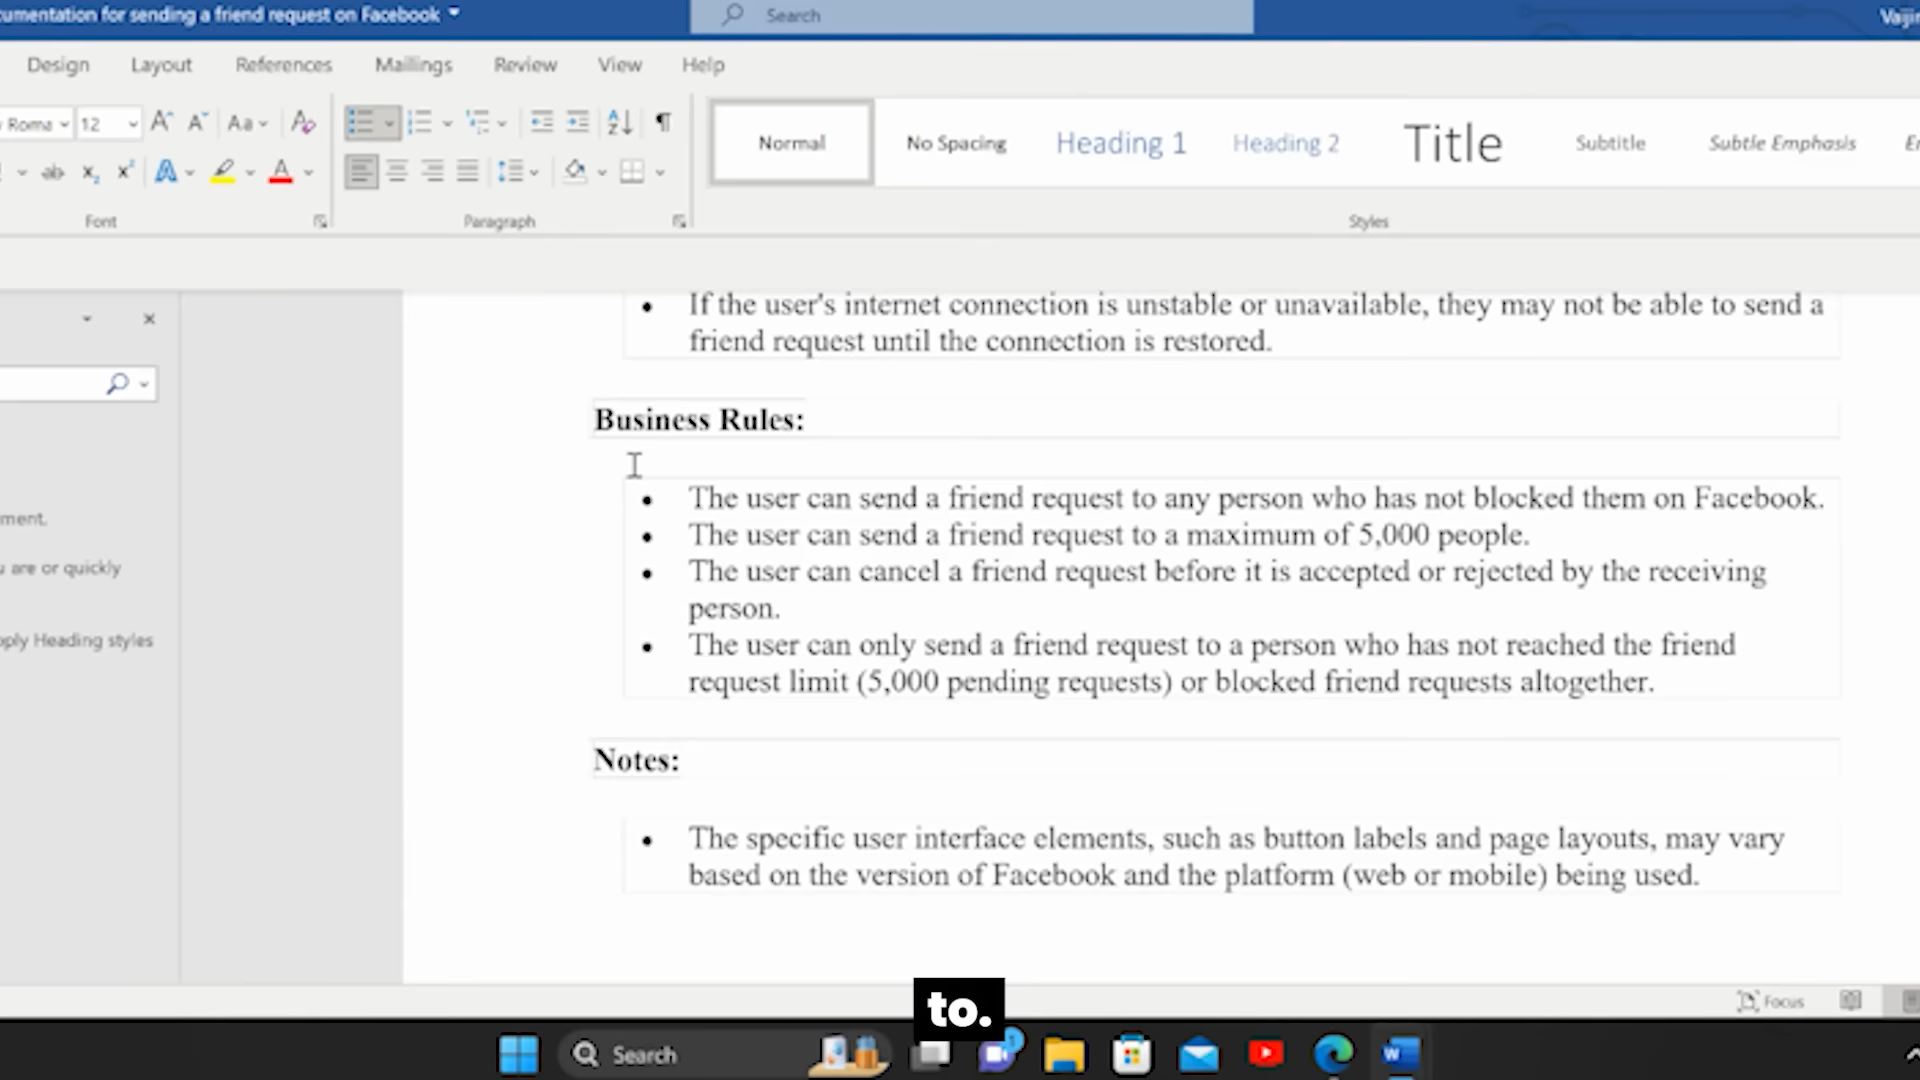 umentation for sending a friend request on Facebook
Search
Design Layout References Mailings Review View Help
Roma 12
Aa
Normal No Spacing Heading 1 Heading 2 Title Subtitle Subtle Emphasis
Font Paragraph Styles
• If the user's internet connection is unstable or unavailable, they may not be able to send a
friend request until the connection is restored.
Business Rules:
• The user can send a friend request to any person who has not blocked them on Facebook.
• The user can send a friend request to a maximum of 5,000 people.
• The user can cancel a friend request before it is accepted or rejected by the receiving
person.
• The user can only send a friend request to a person who has not reached the friend
request limit (5,000 pending requests) or blocked friend requests altogether.
Notes:
• The specific user interface elements, such as button labels and page layouts, may vary
based on the version of Facebook and the platform (web or mobile) being used.
ment.
u are or quickly
pply Heading styles
Focus
to.
Search